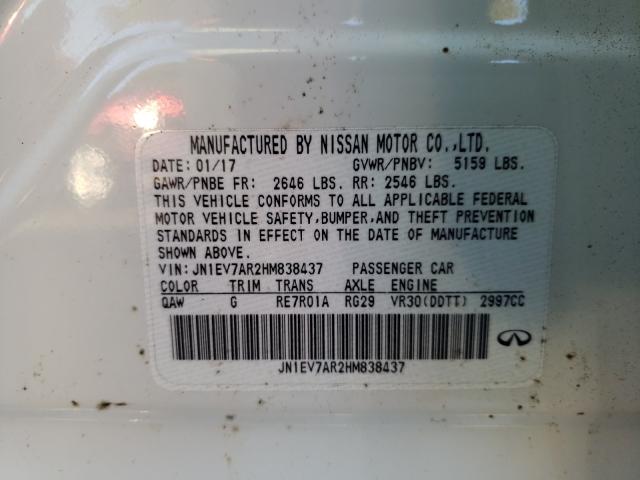 MANUFACTURED BY NISSAN MOTOR CO.,LTD.
DATE: 01/17 GVWR/PNBV: 5159 LBS.
GAWR/PNBE FR: 2646 LBS. RR: 2546 LBS.
THIS VEHICLE CONFORMS TO ALL APPLICABLE FEDERAL
MOTOR VEHICLE SAFETY,BUMPER,AND THEFT PREVENTION
STANDARDS IN EFFECT ON THE DATE OF MANUFACTURE
SHOWN ABOVE.
VIN: JN1EV7AR2HM838437 PASSENGER CAR
COLOR TRIM TRANS AXLE ENGINE
QAW G RE7R01A RG29 VR30(DDTT) 2997CC
JN1EV7AR2HM838437